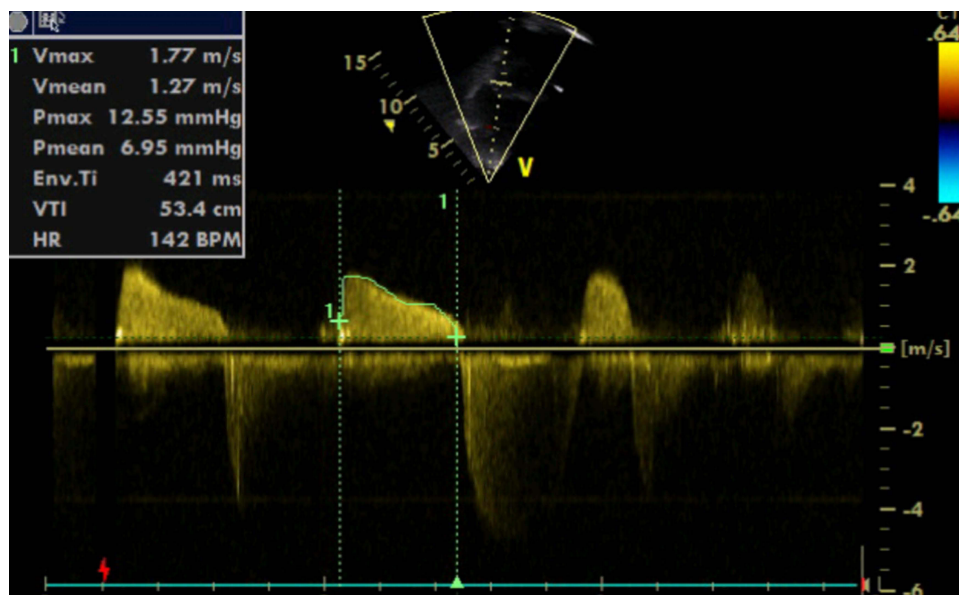 1 Vmax 1.77 m/s
Vmean 1.27 m/s
Pmax 12.55 mmHg
Pmean 6.95 mmHg
Env.Ti 421 ms
VTI 53.4 cm
HR 142 BPM
15
10
5
V
.64
-.64
1
1
4
2
[m/s]
-2
-4
-6